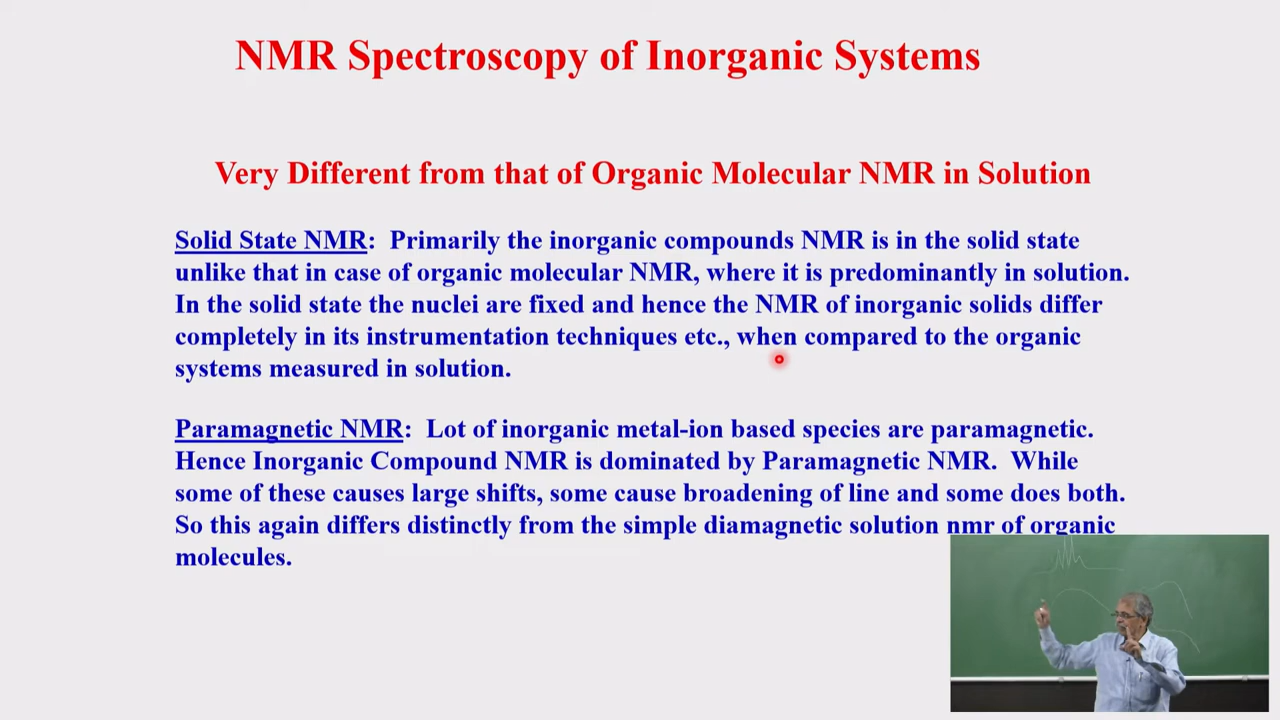 NMR Spectroscopy of Inorganic Systems
Very Different from that of Organic Molecular NMR in Solution
Solid State NMR: Primarily the inorganic compounds NMR is in the solid state
unlike that in case of organic molecular NMR, where it is predominantly in solution.
In the solid state the nuclei are fixed and hence the NMR of inorganic solids differ
completely in its instrumentation techniques etc., when compared to the organic
systems measured in solution.
Paramagnetic NMR: Lot of inorganic metal-ion based species are paramagnetic.
Hence Inorganic Compound NMR is dominated by Paramagnetic NMR. While
some of these causes large shifts, some cause broadening of line and some does both.
So this again differs distinctly from the simple diamagnetic solution nmr of organic
molecules.